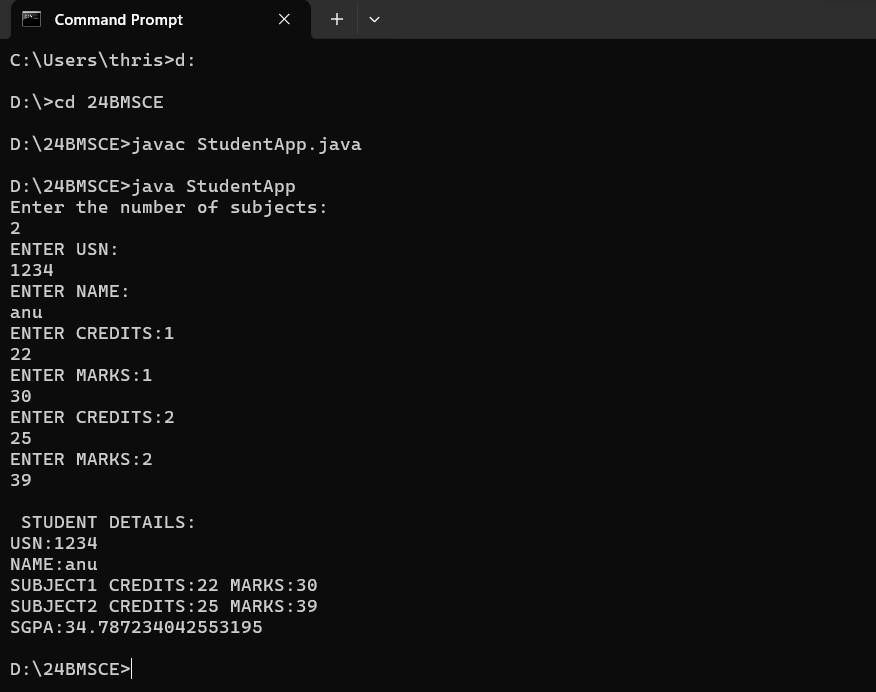 Command Prompt
C:\Users\thris>d:
D:\>cd 24BMSCE
D:\24BMSCE>javac StudentApp.java
D:\24BMSCE>java StudentApp
Enter the number of subjects:
2
ENTER USN:
1234
ENTER NAME:
anu
ENTER CREDITS:1
22
ENTER MARKS:1
30
ENTER CREDITS:2
25
ENTER MARKS:2
39
STUDENT DETAILS:
USN:1234
NAME:anu
SUBJECT1 CREDITS:22 MARKS:30
SUBJECT2 CREDITS:25 MARKS:39
SGPA:34.787234042553195
D:\24BMSCE>